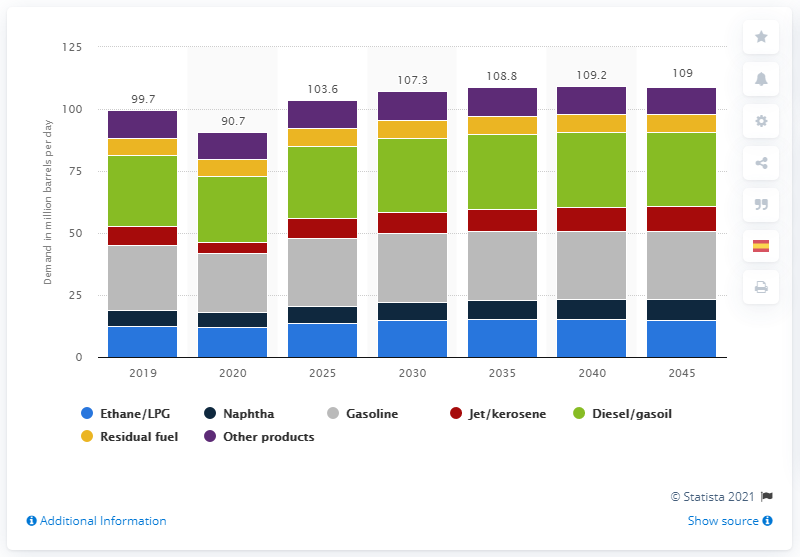 125
100
75
50
25
0
Demand in million barrels per day
99.7
90.7
103.6
107.3
108.8
109.2
109
2019 2020 2025 2030 2035 2040 2045
Ethane/LPG Naphtha Gasoline Jet/kerosene Diesel/gasoil
Residual fuel Other products
© Statista 2021
Additional Information Show source